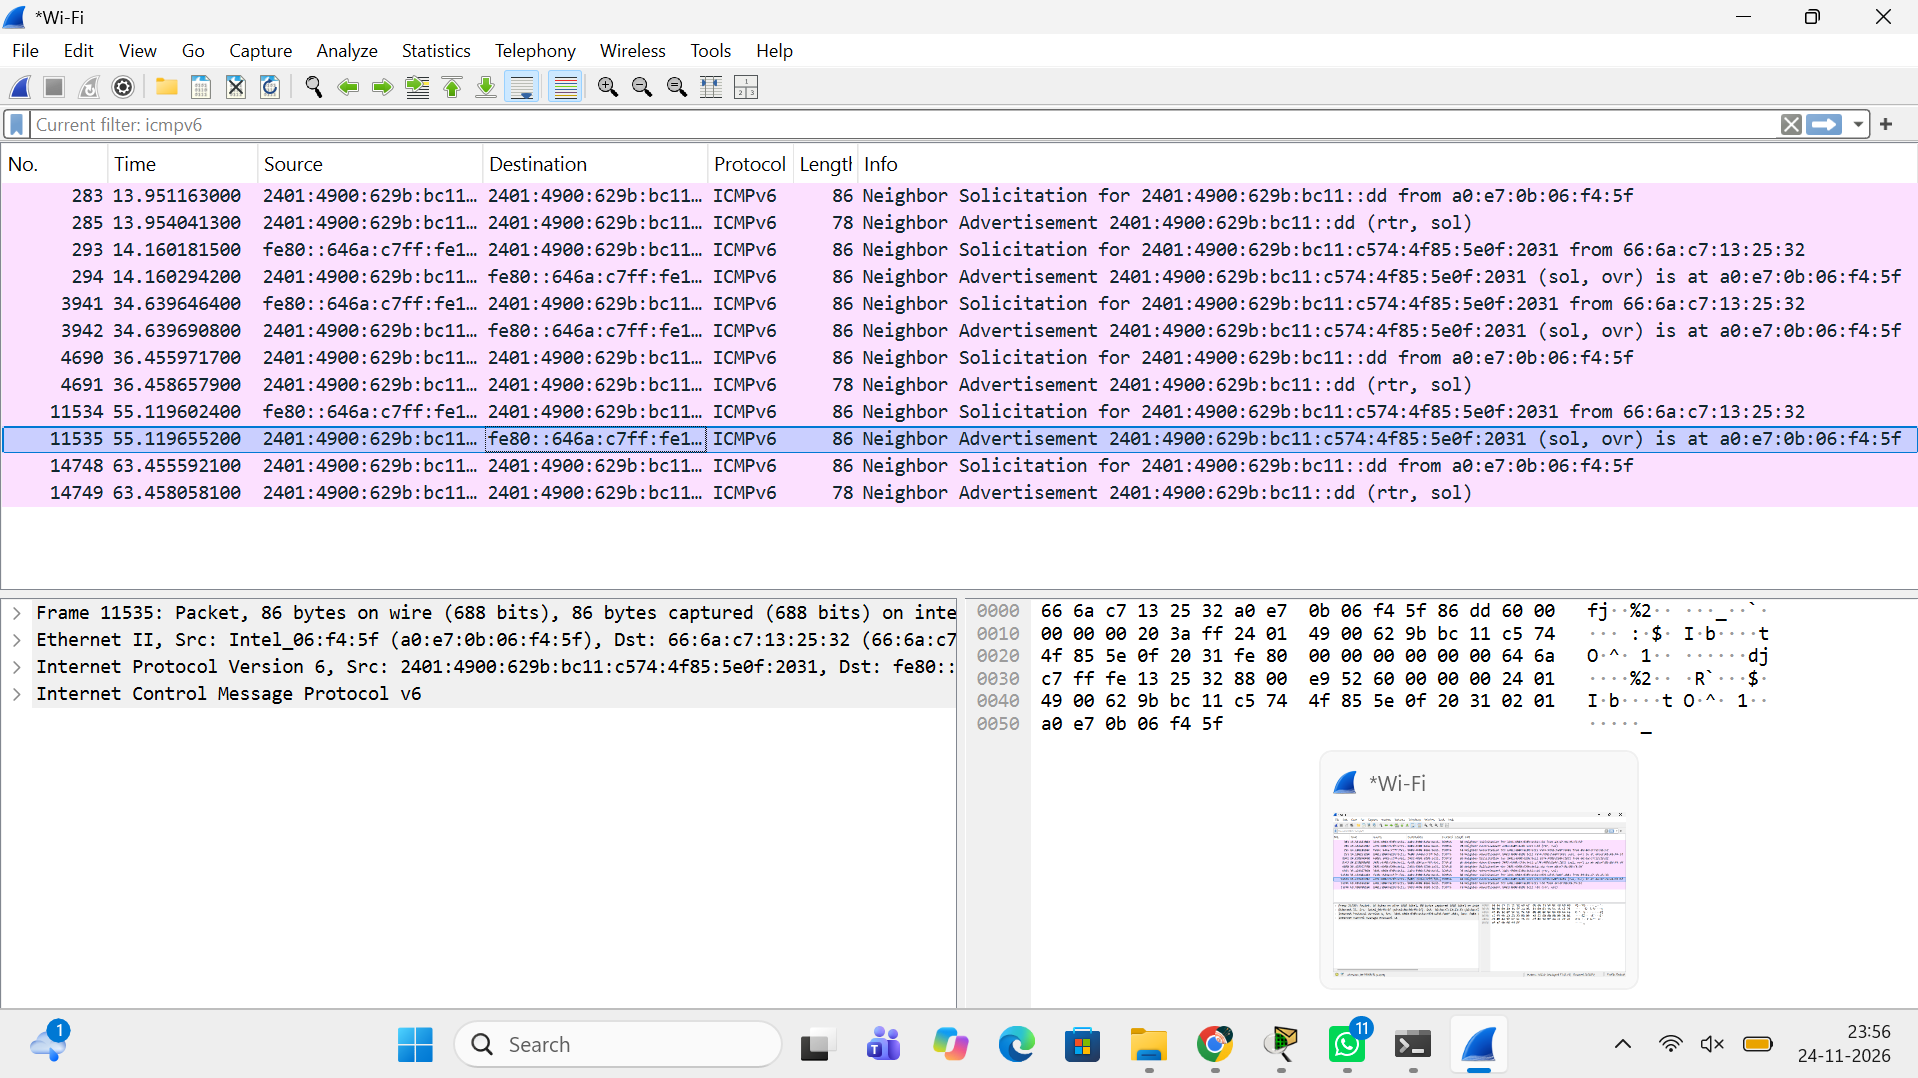 *Wi-Fi
File Edit View Go Capture Analyze Statistics Telephony Wireless Tools Help
Current filter: icmpv6
No. Time Source Destination Protocol Length Info
283 13.951163000 2401:4900:629b:bc11… 2401:4900:629b:bc11… ICMPv6 86 Neighbor Solicitation for 2401:4900:629b:bc11::dd from a0:e7:0b:06:f4:5f
285 13.954041300 2401:4900:629b:bc11… 2401:4900:629b:bc11… ICMPv6 78 Neighbor Advertisement 2401:4900:629b:bc11::dd (rtr, sol)
293 14.160181500 fe80::646a:c7ff:fe1… 2401:4900:629b:bc11… ICMPv6 86 Neighbor Solicitation for 2401:4900:629b:bc11:c574:4f85:5e0f:2031 from 66:6a:c7:13:25:32
294 14.160294200 2401:4900:629b:bc11… fe80::646a:c7ff:fe1… ICMPv6 86 Neighbor Advertisement 2401:4900:629b:bc11:c574:4f85:5e0f:2031 (sol, ovr) is at a0:e7:0b:06:f4:5f
3941 34.639646400 fe80::646a:c7ff:fe1… 2401:4900:629b:bc11… ICMPv6 86 Neighbor Solicitation for 2401:4900:629b:bc11:c574:4f85:5e0f:2031 from 66:6a:c7:13:25:32
3942 34.639690800 2401:4900:629b:bc11… fe80::646a:c7ff:fe1… ICMPv6 86 Neighbor Advertisement 2401:4900:629b:bc11:c574:4f85:5e0f:2031 (sol, ovr) is at a0:e7:0b:06:f4:5f
4690 36.455971700 2401:4900:629b:bc11… 2401:4900:629b:bc11… ICMPv6 86 Neighbor Solicitation for 2401:4900:629b:bc11::dd from a0:e7:0b:06:f4:5f
4691 36.458657900 2401:4900:629b:bc11… 2401:4900:629b:bc11… ICMPv6 78 Neighbor Advertisement 2401:4900:629b:bc11::dd (rtr, sol)
11534 55.119602400 fe80::646a:c7ff:fe1… 2401:4900:629b:bc11… ICMPv6 86 Neighbor Solicitation for 2401:4900:629b:bc11:c574:4f85:5e0f:2031 from 66:6a:c7:13:25:32
11535 55.119655200 2401:4900:629b:bc11… fe80::646a:c7ff:fe1… ICMPv6 86 Neighbor Advertisement 2401:4900:629b:bc11:c574:4f85:5e0f:2031 (sol, ovr) is at a0:e7:0b:06:f4:5f
14748 63.455592100 2401:4900:629b:bc11… 2401:4900:629b:bc11… ICMPv6 86 Neighbor Solicitation for 2401:4900:629b:bc11::dd from a0:e7:0b:06:f4:5f
14749 63.458058100 2401:4900:629b:bc11… 2401:4900:629b:bc11… ICMPv6 78 Neighbor Advertisement 2401:4900:629b:bc11::dd (rtr, sol)
Frame 11535: Packet, 86 bytes on wire (688 bits), 86 bytes captured (688 bits) on inte
Ethernet II, Src: Intel_06:f4:5f (a0:e7:0b:06:f4:5f), Dst: 66:6a:c7:13:25:32 (66:6a:c7
Internet Protocol Version 6, Src: 2401:4900:629b:bc11:c574:4f85:5e0f:2031, Dst: fe80::
Internet Control Message Protocol v6
0000 66 6a c7 13 25 32 a0 e7 0b 06 f4 5f 86 dd 60 00 fj··%2·· ···_··`·
0010 00 00 00 20 3a ff 24 01 49 00 62 9b bc 11 c5 74 ··· :·$· I·b····t
0020 4f 85 5e 0f 20 31 fe 80 00 00 00 00 00 00 64 6a O·^· 1·· ······dj
0030 c7 ff fe 13 25 32 88 00 e9 52 60 00 00 00 24 01 ····%2·· ·R`···$·
0040 49 00 62 9b bc 11 c5 74 4f 85 5e 0f 20 31 02 01 I·b····t O·^· 1··
0050 a0 e7 0b 06 f4 5f ·····_
*Wi-Fi
1
Search
11
23:56
24-11-2026